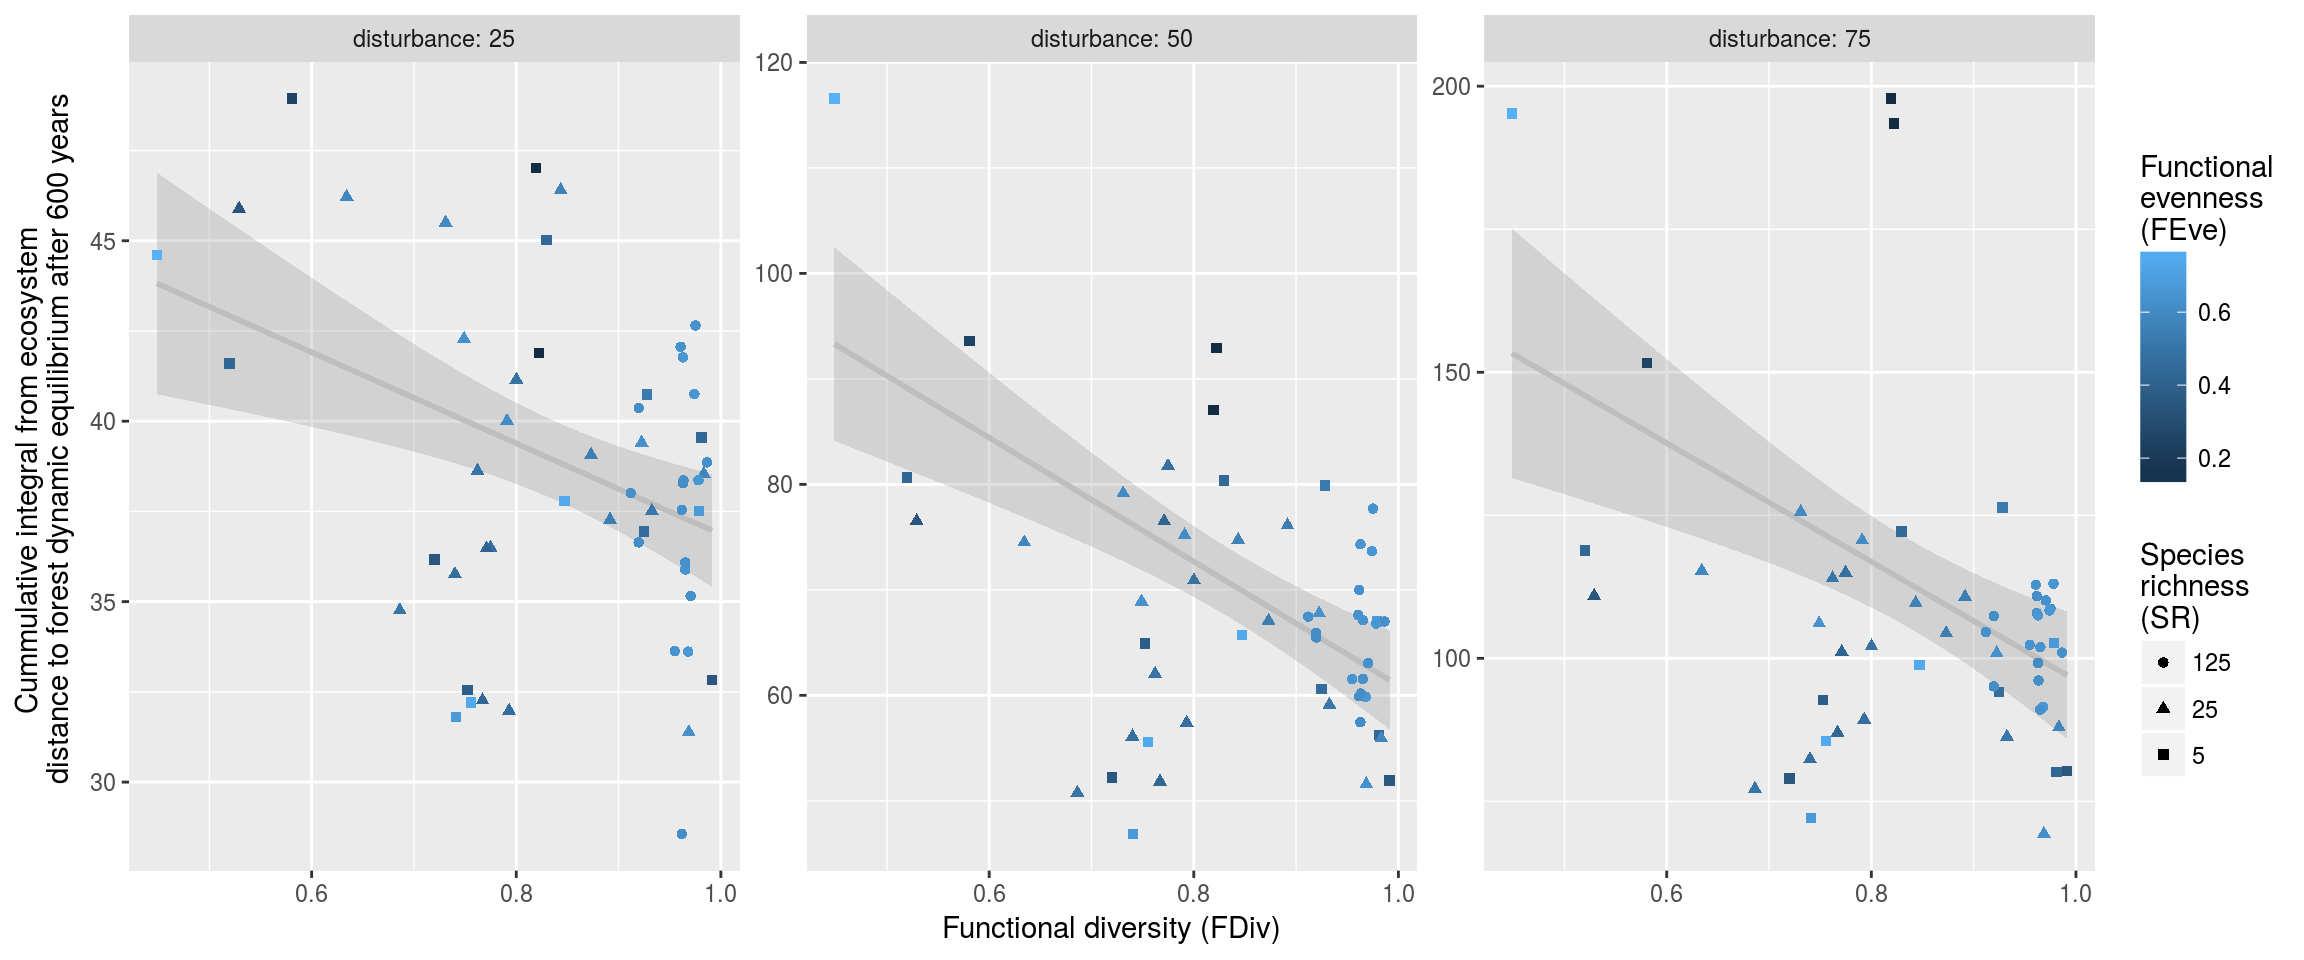 disturbance: 25
disturbance: 50
disturbance: 75
Cummulative integral from ecosystem
distance to forest dynamic equilibrium after 600 years
45
40
35
30
0.6
0.8
1.0
120
100
80
60
0.6
0.8
1.0
200
150
100
0.6
0.8
1.0
Functional diversity (FDiv)
Functional
evenness
(FEve)
0.6
0.4
0.2
Species
richness
(SR)
125
25
5